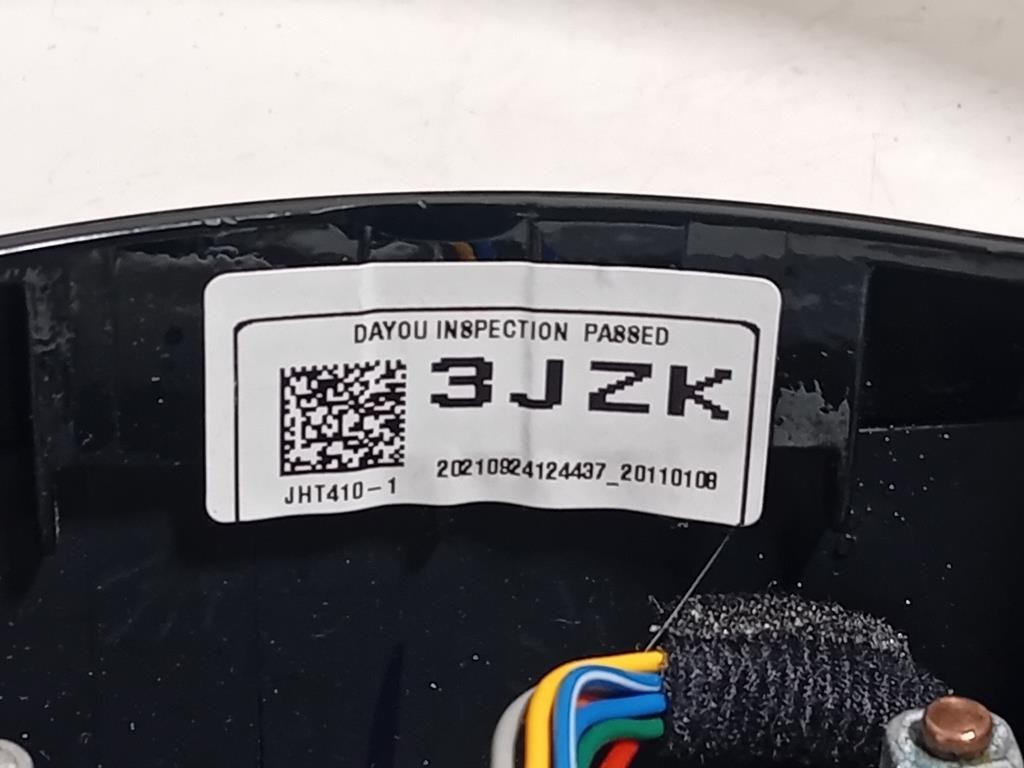 DAYOU INSPECTION PASSED
3JZK
20210924124437_20110108
JHT410-1